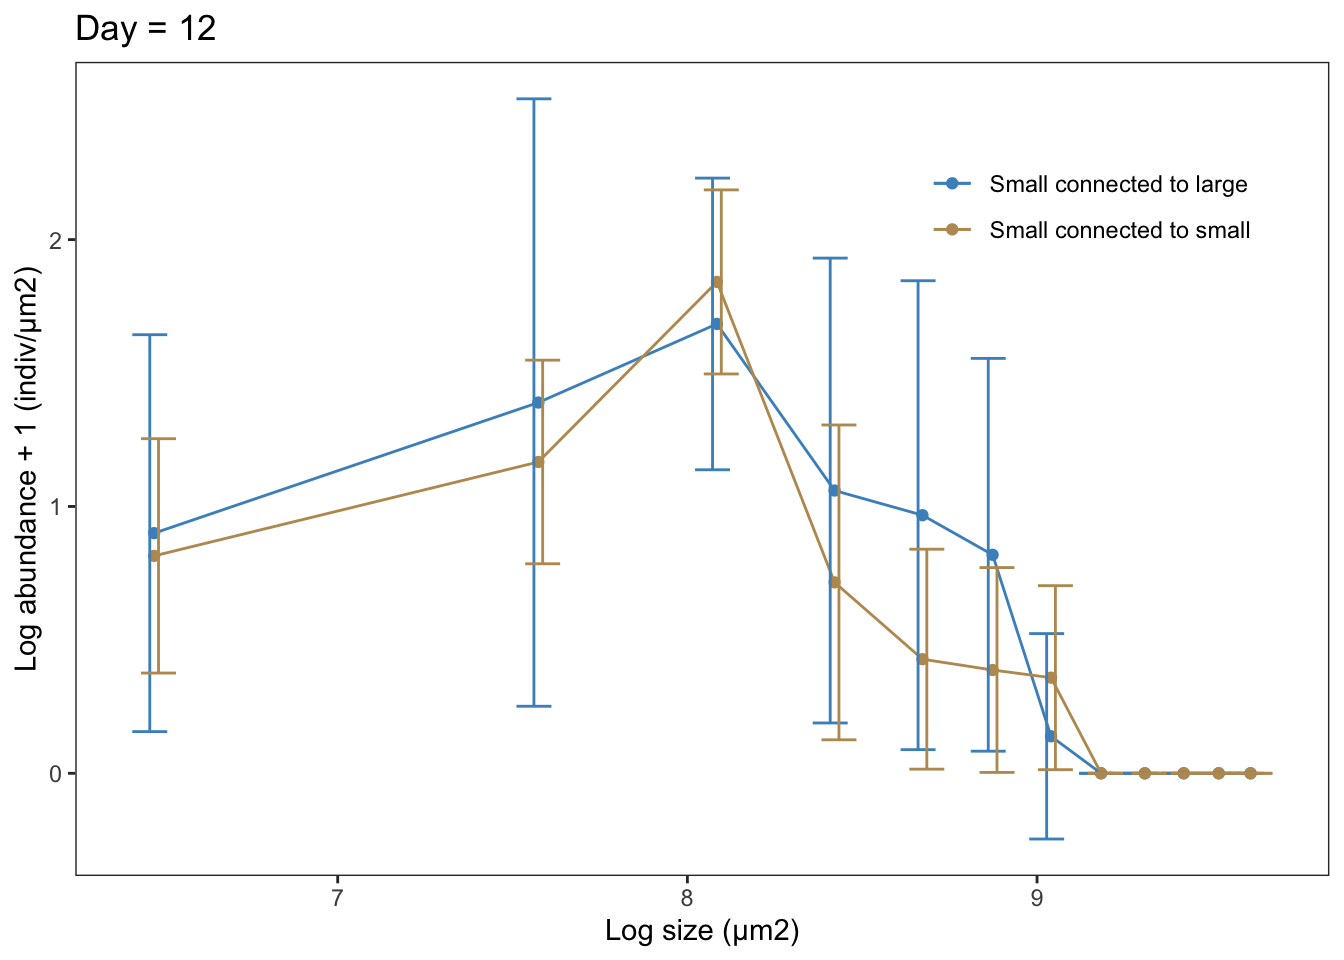 Day = 12
Log abundance + 1 (indiv/µm2)
2
1
0
Small connected to large
Small connected to small
7 8 9
Log size (µm2)